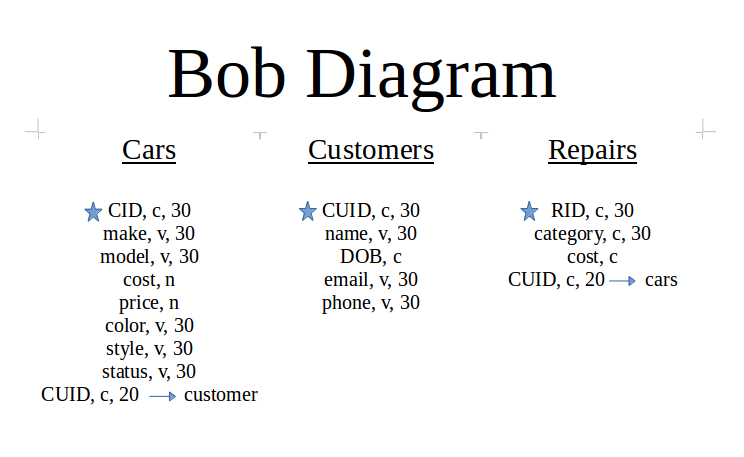 Bob Diagram
Cars
CID, c, 30
make, v, 30
model, v, 30
cost, n
price, n
color, v, 30
style, v, 30
status, v, 30
CUID, c, 20 customer
Customers
CUID, c, 30
name, v, 30
DOB, c
email, v, 30
phone, v, 30
Repairs
RID, c, 30
category, c, 30
cost, c
CUID, c, 20 cars